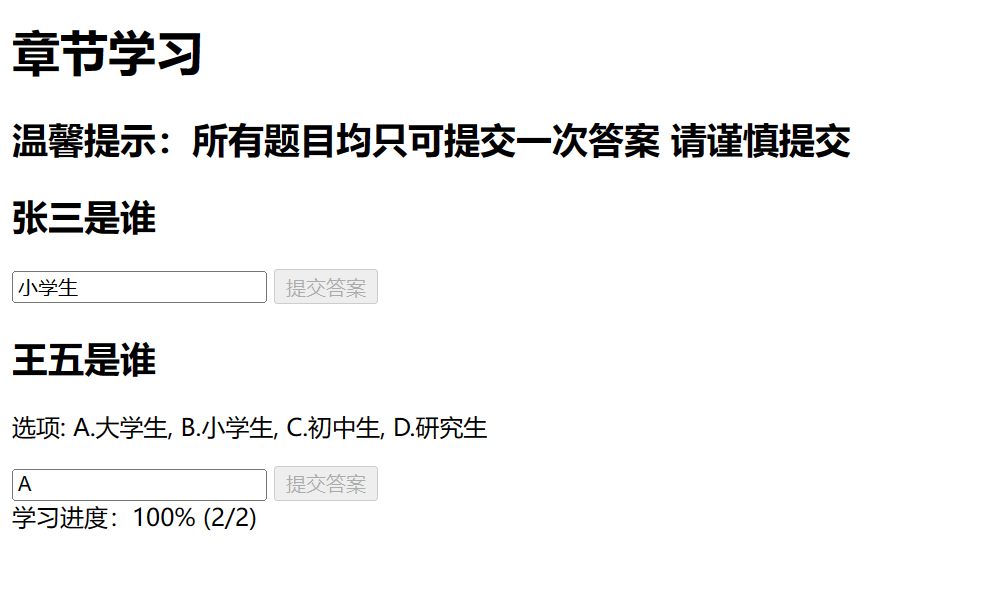 章节学习
温馨提示：所有题目均只可提交一次答案 请谨慎提交
张三是谁
小学生 提交答案
王五是谁
选项: A.大学生, B.小学生, C.初中生, D.研究生
A 提交答案
学习进度：100% (2/2)